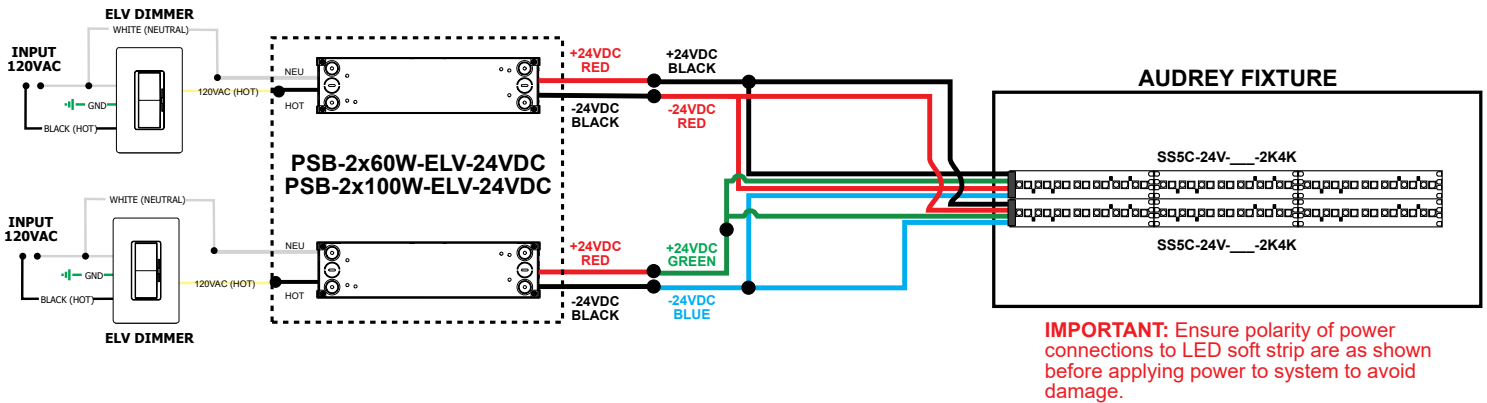 ELV DIMMER
WHITE (NEUTRAL)
INPUT
120VAC
GND
BLACK (HOT)
NEU
120VAC (HOT)
HOT
+24VDC
RED
-24VDC
BLACK
+24VDC
BLACK
-24VDC
RED
AUDREY FIXTURE
SS5C-24V-___-2K4K
SS5C-24V-___-2K4K
PSB-2x60W-ELV-24VDC
PSB-2x100W-ELV-24VDC
WHITE (NEUTRAL)
INPUT
120VAC
GND
BLACK (HOT)
ELV DIMMER
NEU
120VAC (HOT)
HOT
+24VDC
RED
-24VDC
BLACK
+24VDC
GREEN
-24VDC
BLUE
IMPORTANT: Ensure polarity of power
connections to LED soft strip are as shown
before applying power to system to avoid
damage.